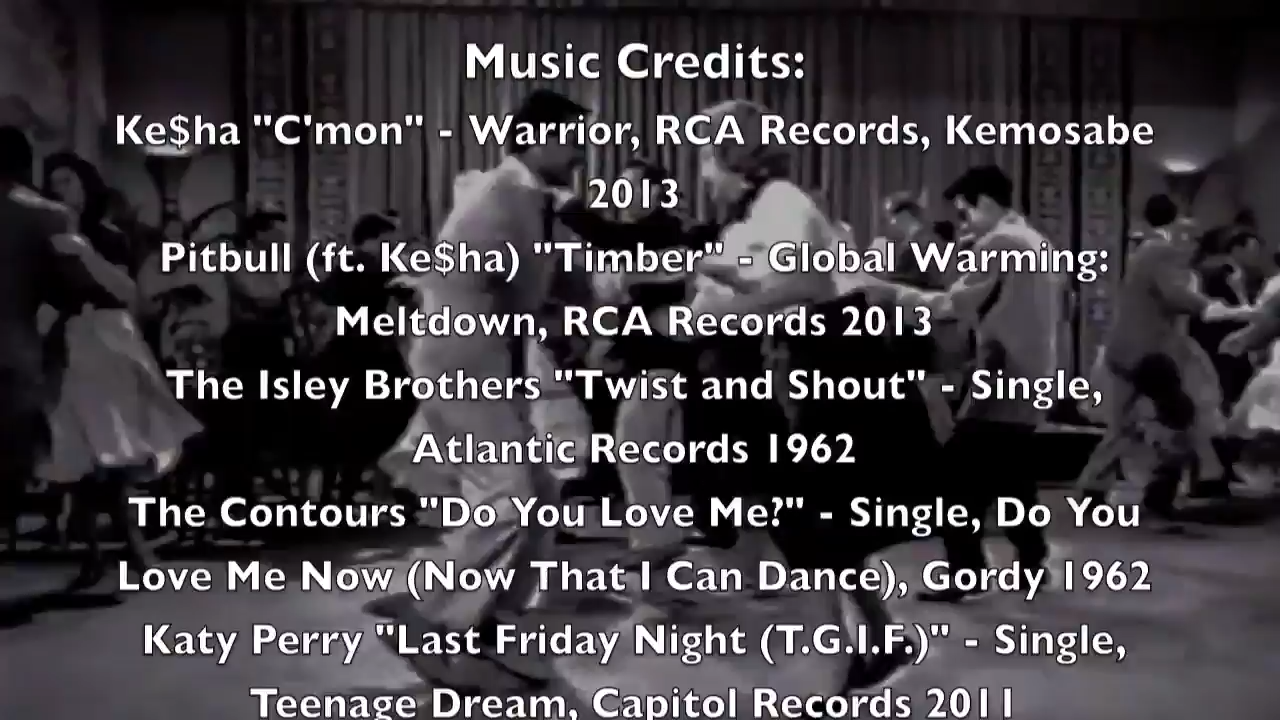 Music Credits:
Ke$ha "C'mon" - Warrior, RCA Records, Kemosabe
2013
Pitbull (ft. Ke$ha) "Timber" - Global Warming:
Meltdown, RCA Records 2013
The Isley Brothers "Twist and Shout" - Single,
Atlantic Records 1962
The Contours "Do You Love Me?" - Single, Do You
Love Me Now (Now That I Can Dance), Gordy 1962
Katy Perry "Last Friday Night (T.G.I.F.)" - Single,
Teenage Dream, Capitol Records 2011